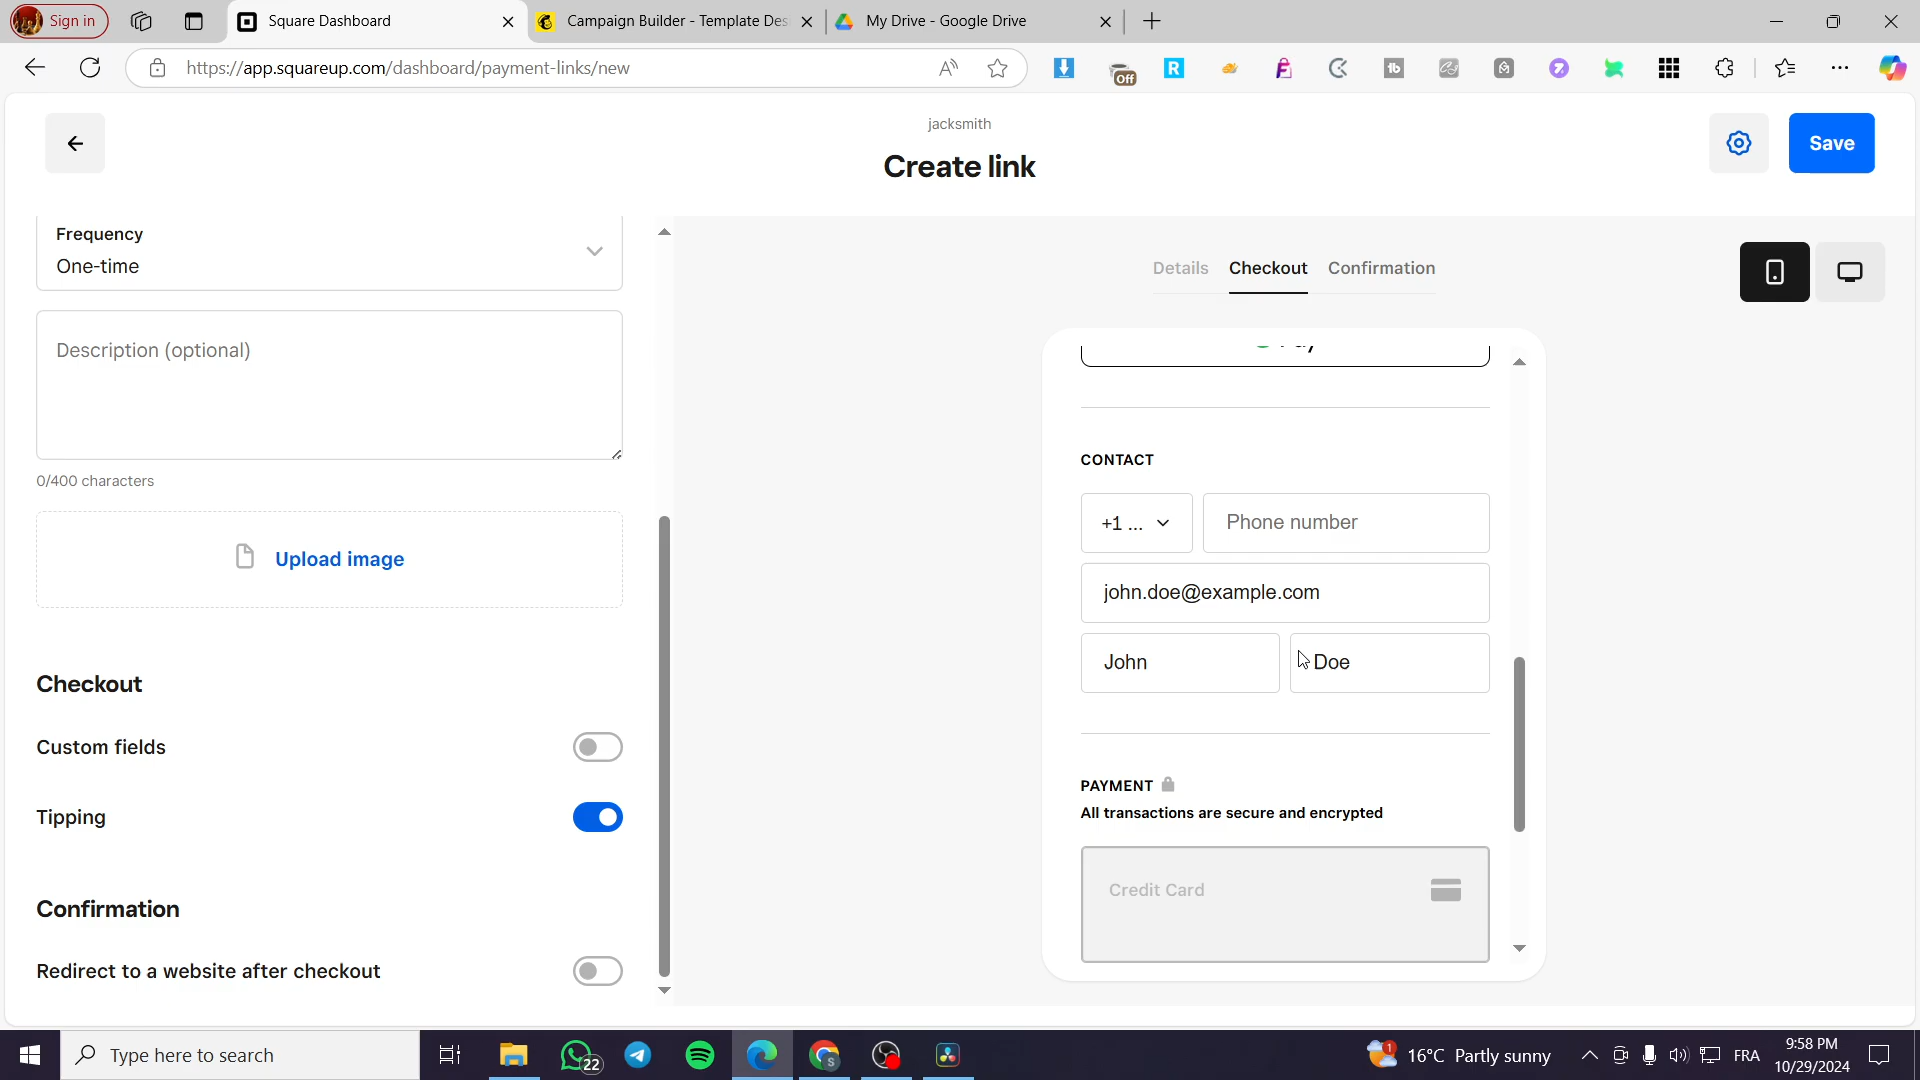 Sign in
Square Dashboard
Campaign Builder - Template Des
My Drive - Google Drive
https://app.squareup.com/dashboard/payment-links/new
Off
jacksmith
Create link
Save
Frequency
One-time
Description (optional)
0/400 characters
Upload image
Checkout
Custom fields
Tipping
Confirmation
Redirect to a website after checkout
Details
Checkout
Confirmation
CONTACT
+1 ...
Phone number
john.doe@example.com
John
Doe
PAYMENT
All transactions are secure and encrypted
Credit Card
Type here to search
22
1
16°C Partly sunny
FRA
9:58 PM
10/29/2024